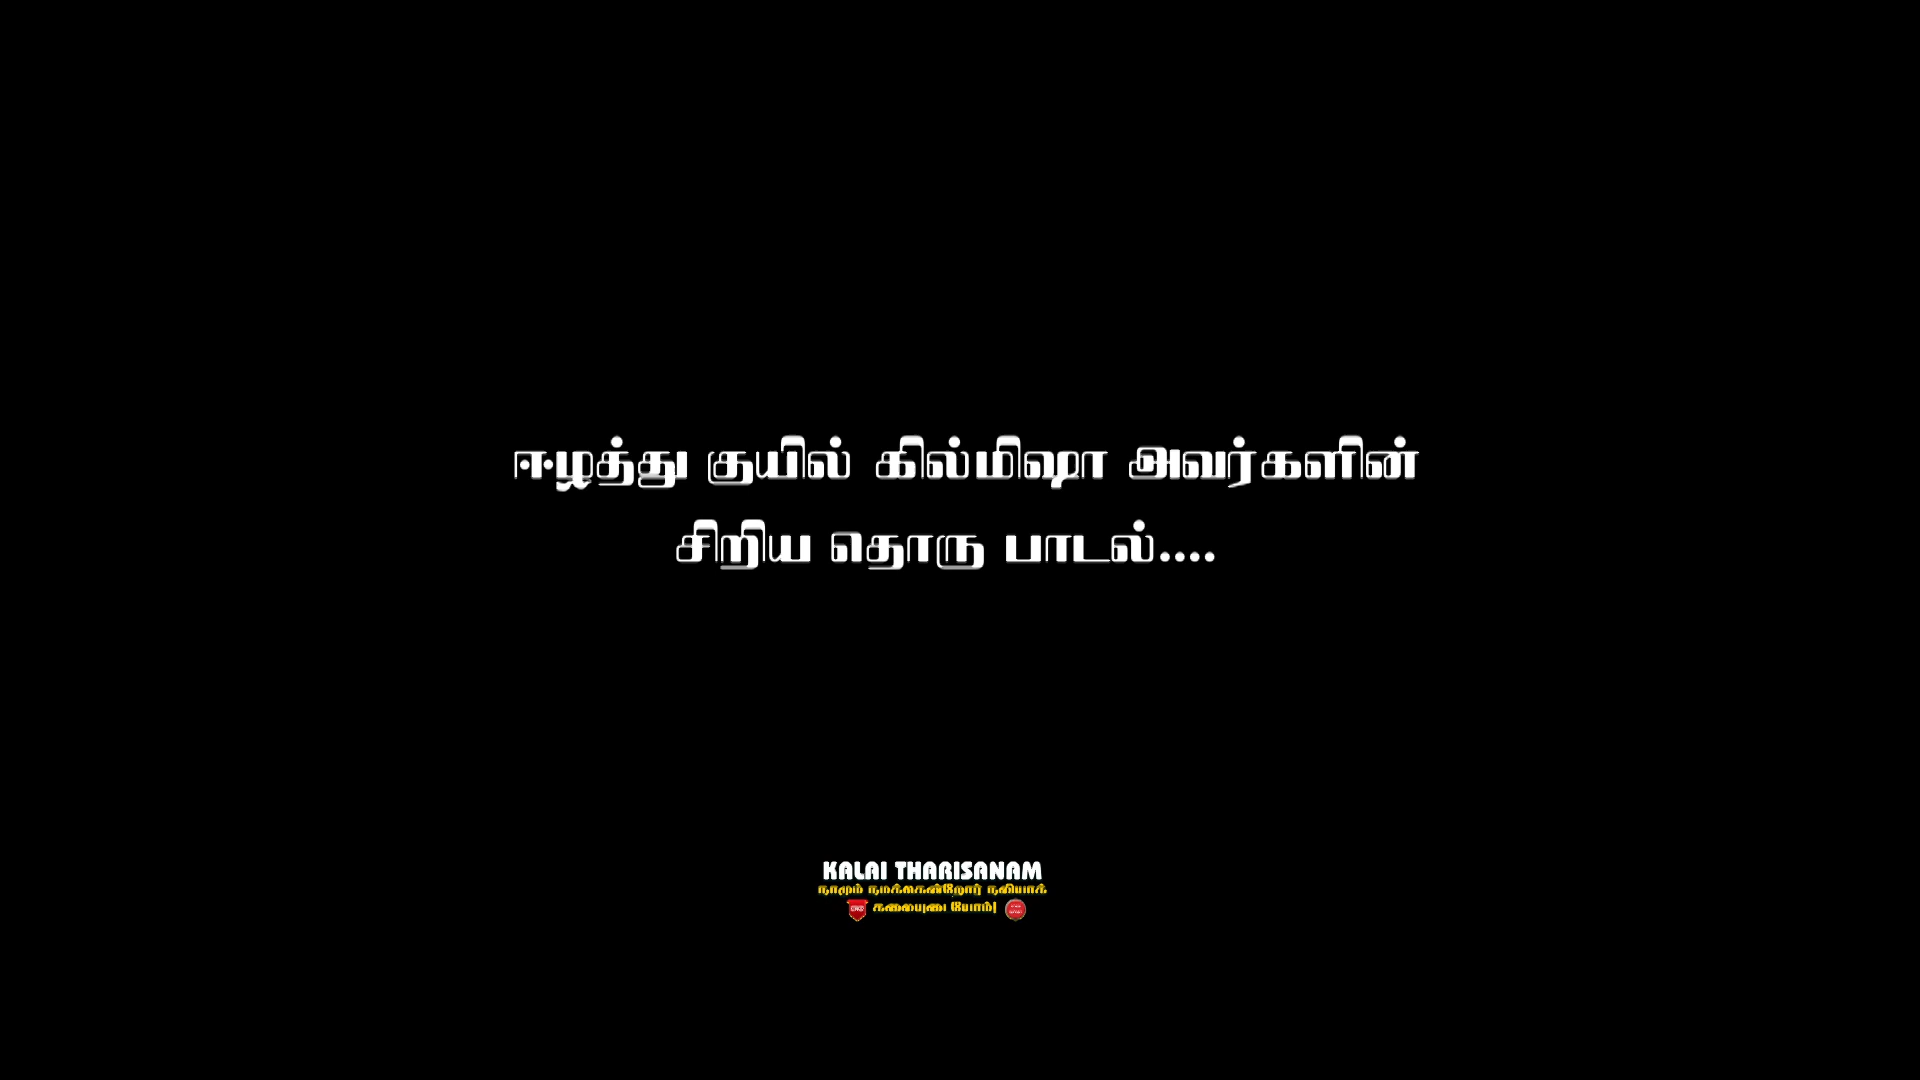 ஈழத்து குயில் கில்மிஷா அவர்களின்
சிறிய தொரு பாடல்....
KALAI THARISANAM